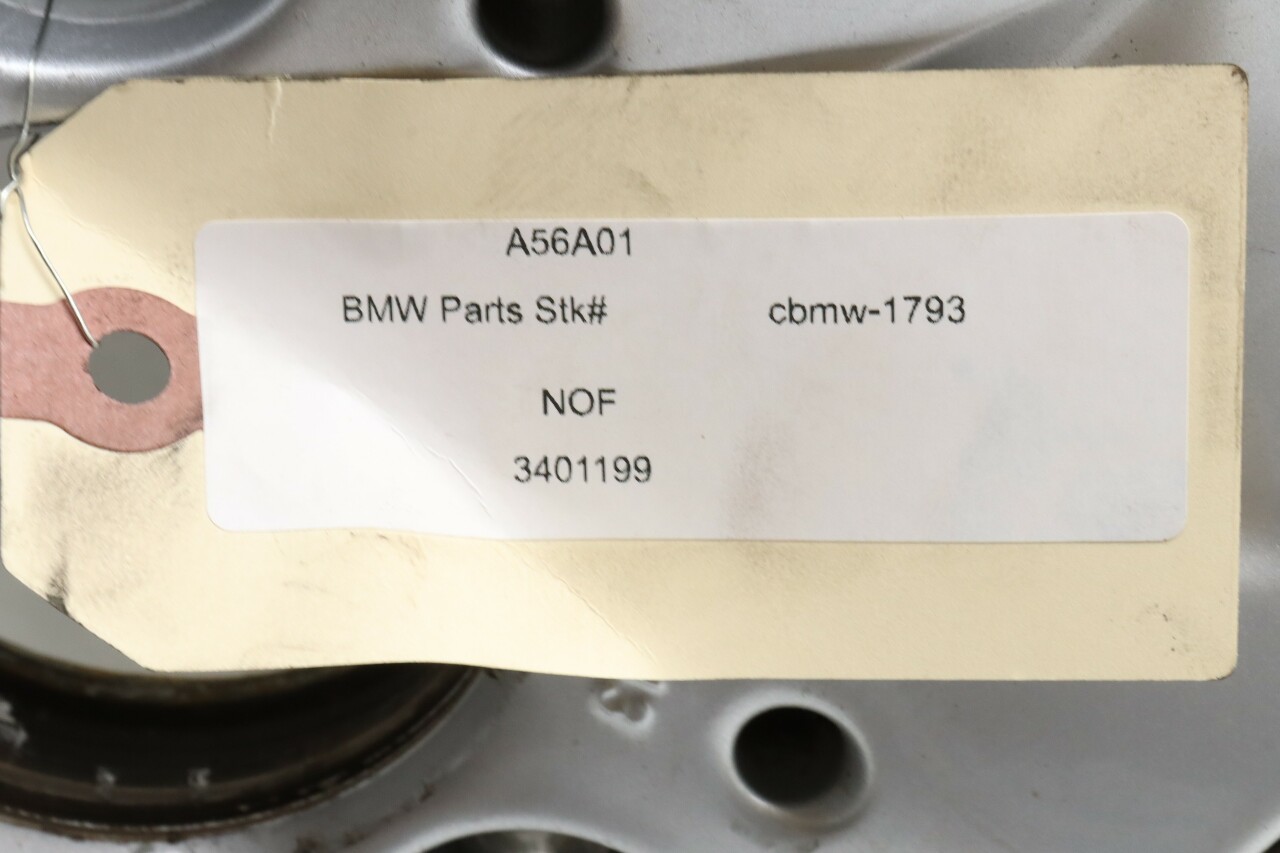 A56A01
BMW Parts Stk# cbmw-1793
NOF
3401199